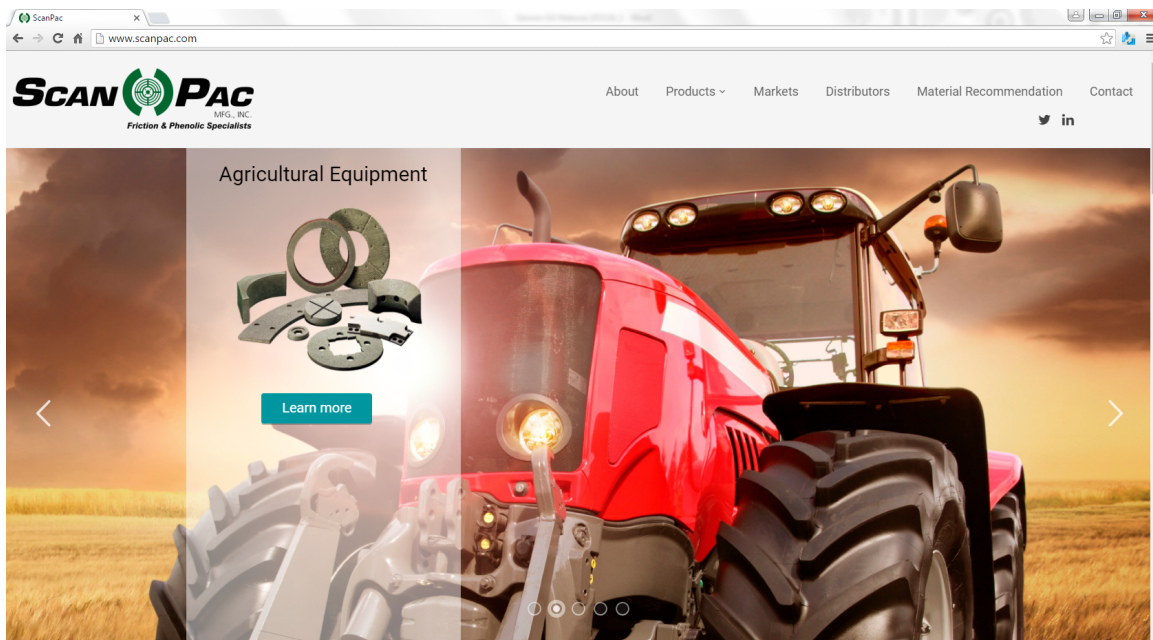 ScanPac
www.scanpac.com
SCAN PAC
MFG., INC.
Friction & Phenolic Specialists
About Products Markets Distributors Material Recommendation Contact
Agricultural Equipment
Learn more